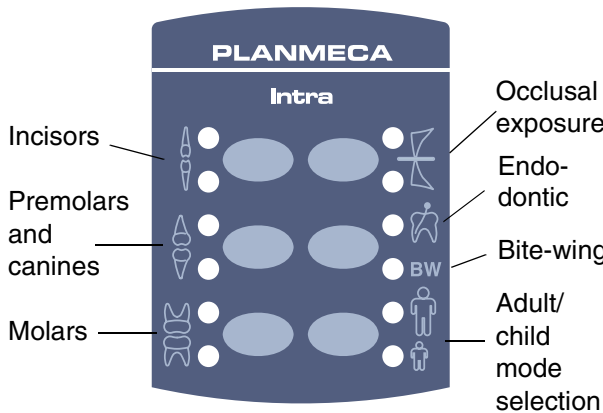 PLANMECA
Intra
Incisors
Premolars
and
canines
Molars
Occlusal
exposure
Endo-
dontic
BW
Bite-wing
Adult/
child
mode
selection